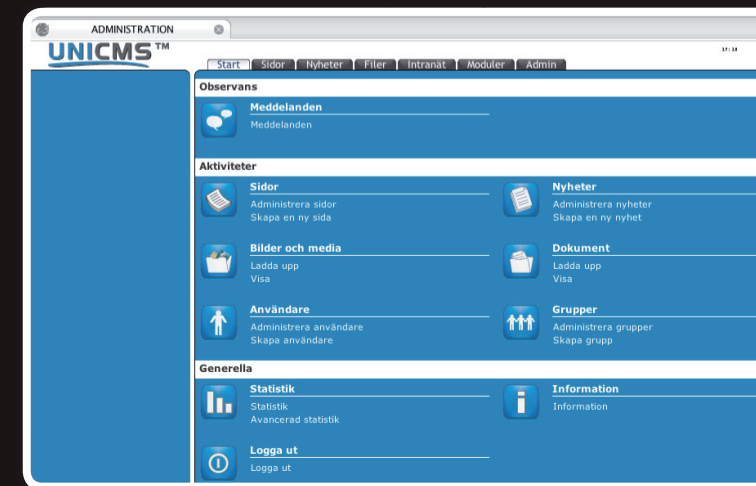 ADMINISTRATION
UNICMS™
17:18
Start Sidor Nyheter Filer Intranät Moduler Admin
Observans
Meddelanden
Meddelanden
Aktiviteter
Sidor
Administrera sidor
Skapa en ny sida
Nyheter
Administrera nyheter
Skapa en ny nyhet
Bilder och media
Ladda upp
Visa
Dokument
Ladda upp
Visa
Användare
Administrera användare
Skapa användare
Grupper
Administrera grupper
Skapa grupp
Generella
Statistik
Statistik
Avancerad statistik
Information
Information
Logga ut
Logga ut